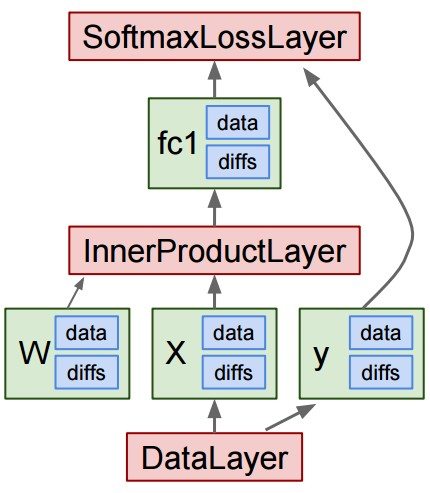 SoftmaxLossLayer
fc1
data
diffs
InnerProductLayer
W
data
diffs
X
data
diffs
y
data
diffs
DataLayer